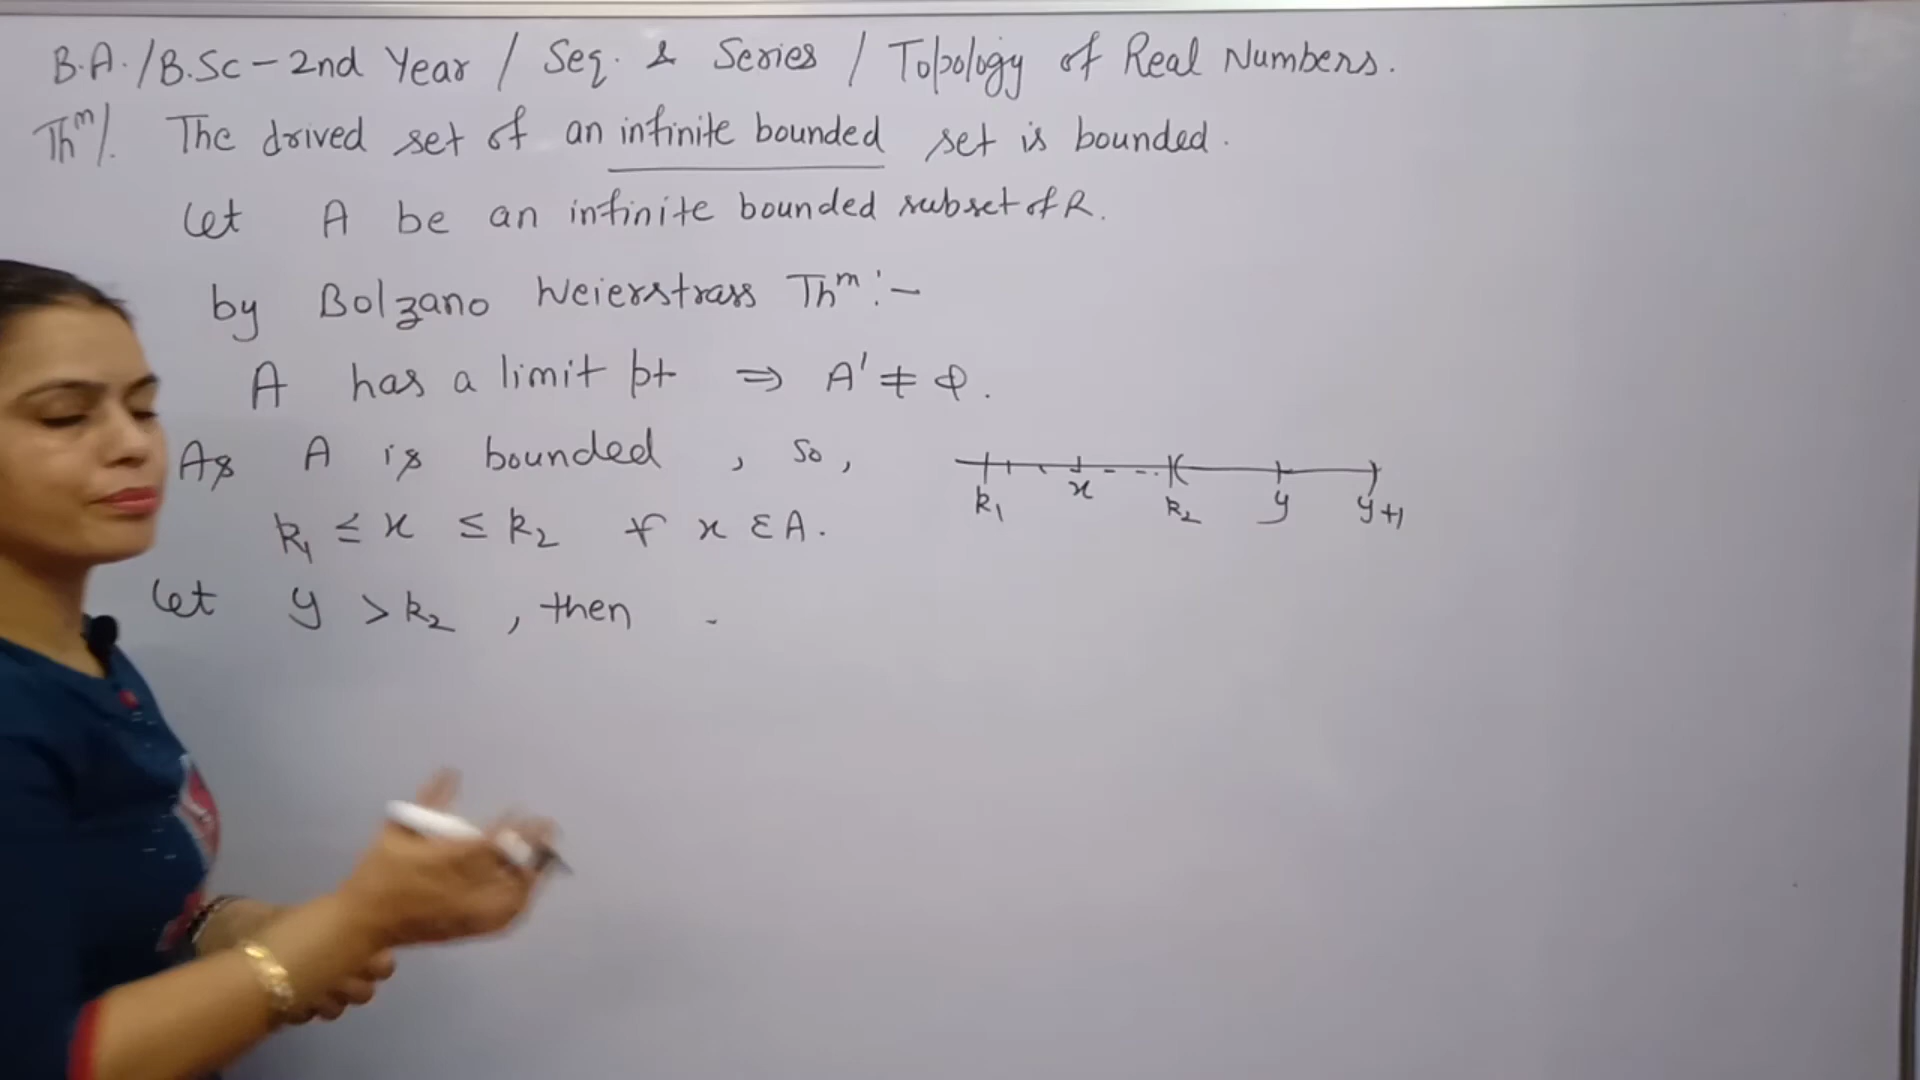 B.A./B.Sc - 2nd Year / Seq. & Series / Topology of Real Numbers.
Thᵐ/. The drived set of an infinite bounded set is bounded.
Let A be an infinite bounded subset of R.
by Bolzano Weierstrass Thᵐ :-
A has a limit pt ⇒ A' ≠ Φ.
As A is bounded, so,
k₁ x k₂ y y+1
k₁ ≤ x ≤ k₂ ∀ x ε A.
Let y > k₂, then